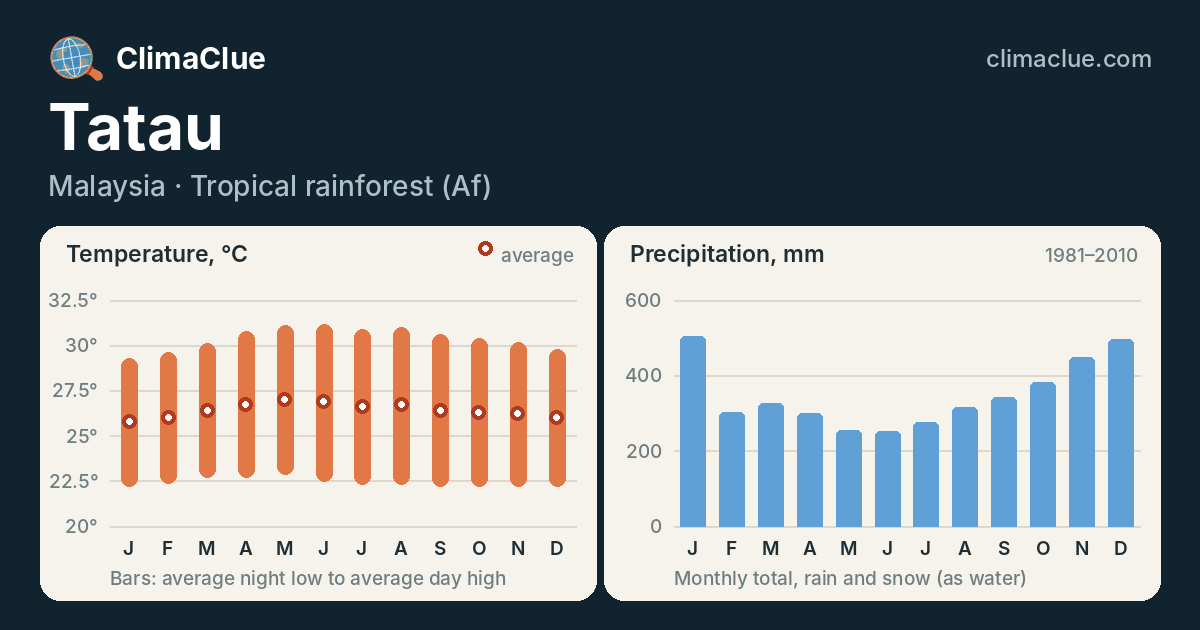 ClimaClue
climaclue.com
Tatau
Malaysia · Tropical rainforest (Af)
Temperature, °C
average
32.5°
30°
27.5°
25°
22.5°
20°
J F M A M J J A S O N D
Bars: average night low to average day high
Precipitation, mm
1981–2010
600
400
200
0
J F M A M J J A S O N D
Monthly total, rain and snow (as water)